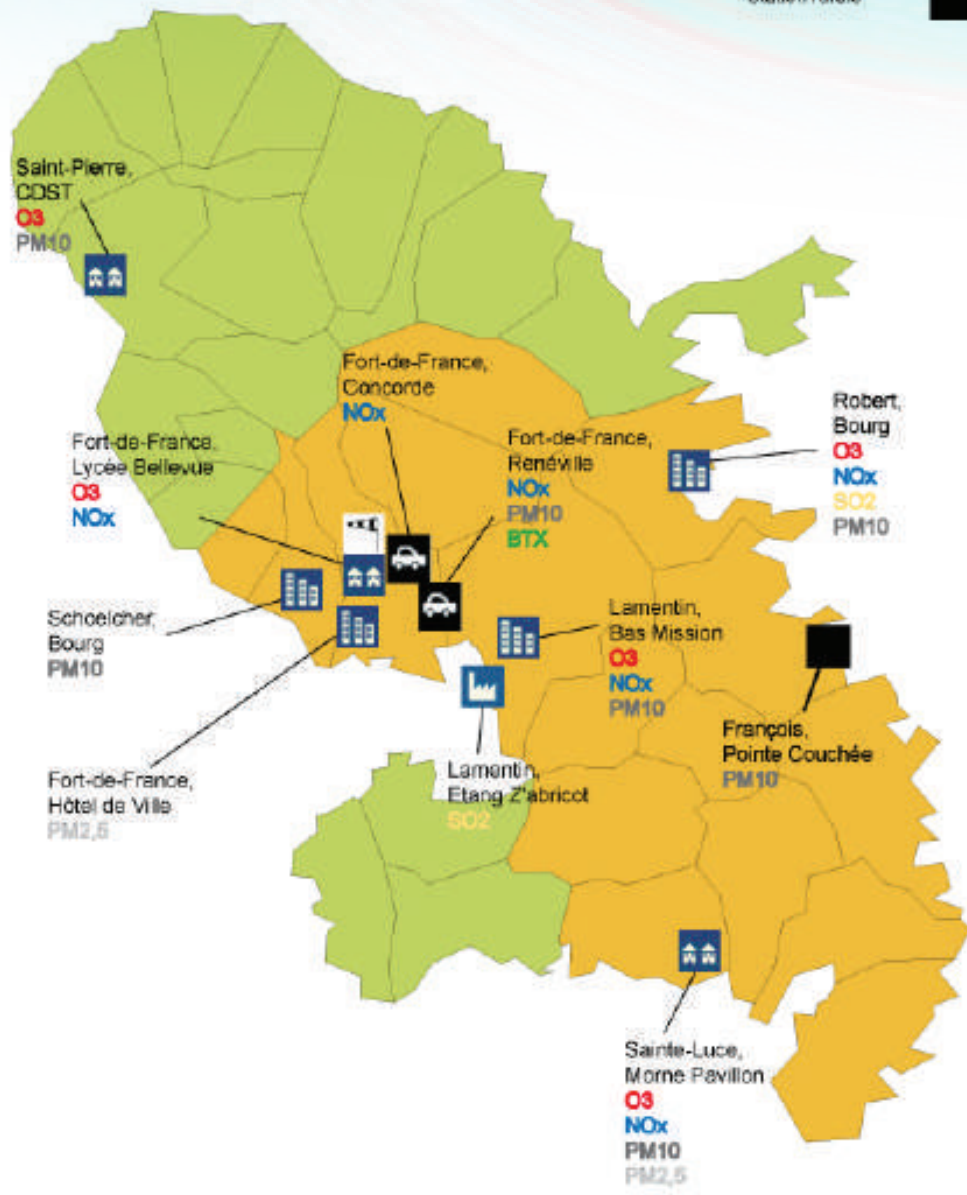 Saint-Pierre,
CDST
O3
PM10
Fort-de-France,
Concorde
NOx
Fort-de-France,
Lycée Bellevue
O3
NOx
Fort-de-France,
Renéville
NOx
PM10
BTX
Robert,
Bourg
O3
NOx
SO2
PM10
Schoelcher,
Bourg
PM10
Lamentin,
Bas Mission
O3
NOx
PM10
François,
Pointe Couchée
PM10
Fort-de-France,
Hôtel de Ville
PM2,5
Lamentin,
Etang Z'abricot
SO2
Sainte-Luce,
Morne Pavillon
O3
NOx
PM10
PM2,5